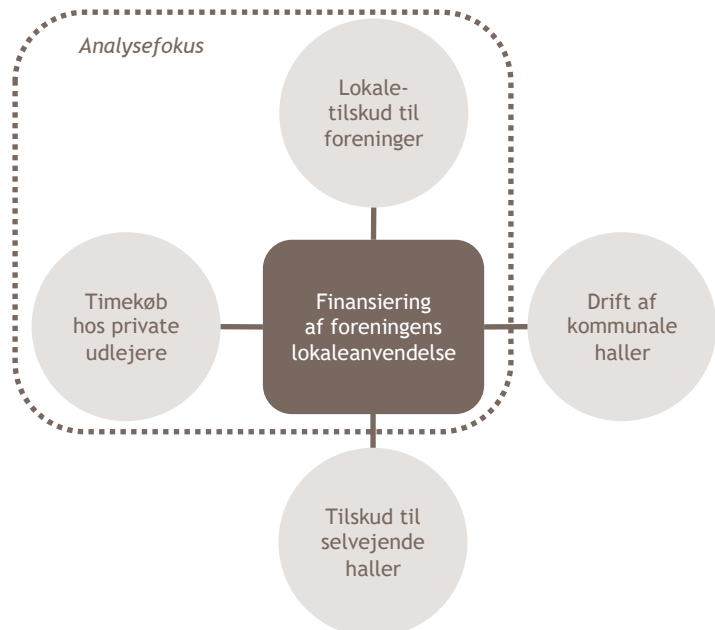 Analysefokus
Lokale-
tilskud til
foreninger
Timekøb
hos private
udlejere
Finansiering
af foreningens
lokaleanvendelse
Drift af
kommunale
haller
Tilskud til
selvejende
haller